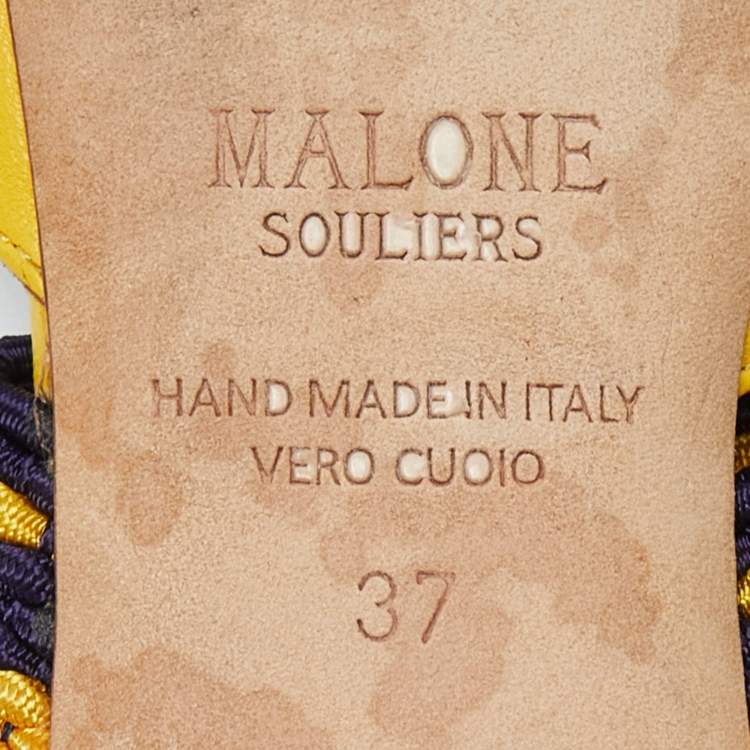 MALONE
SOULIERS
HAND MADE IN ITALY
VERO CUOIO
37